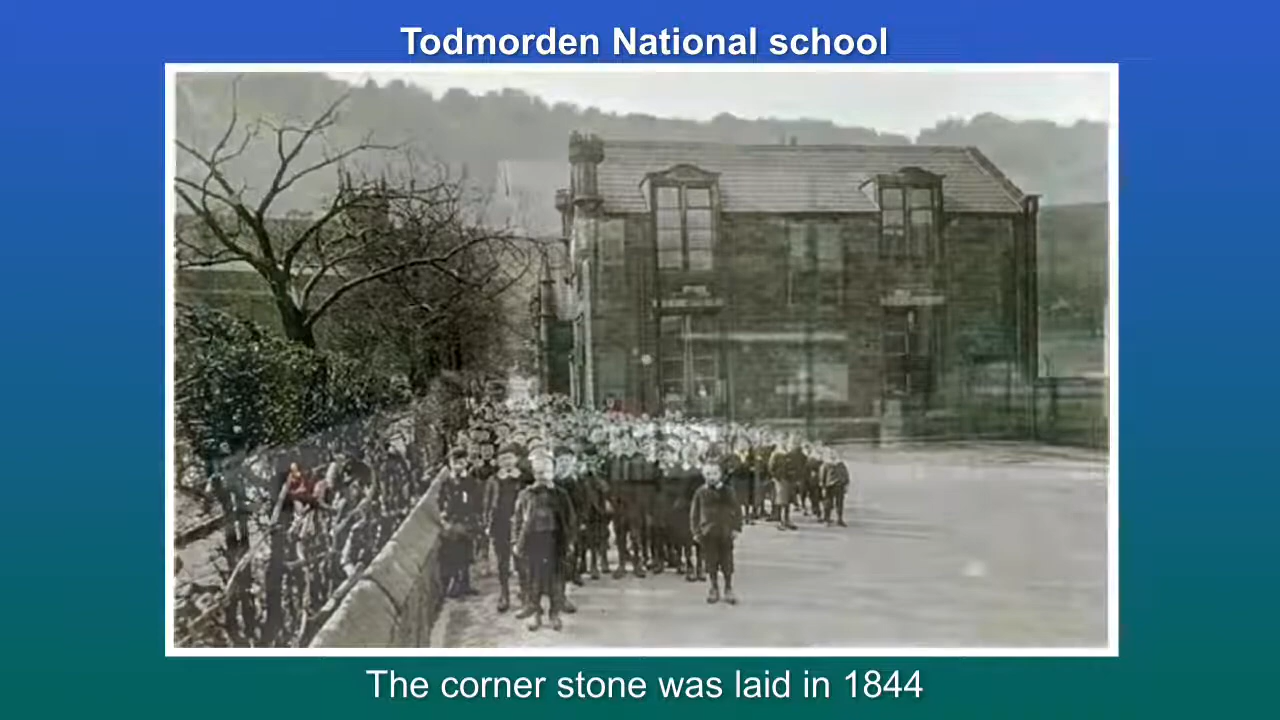 Todmorden National school
The corner stone was laid in 1844